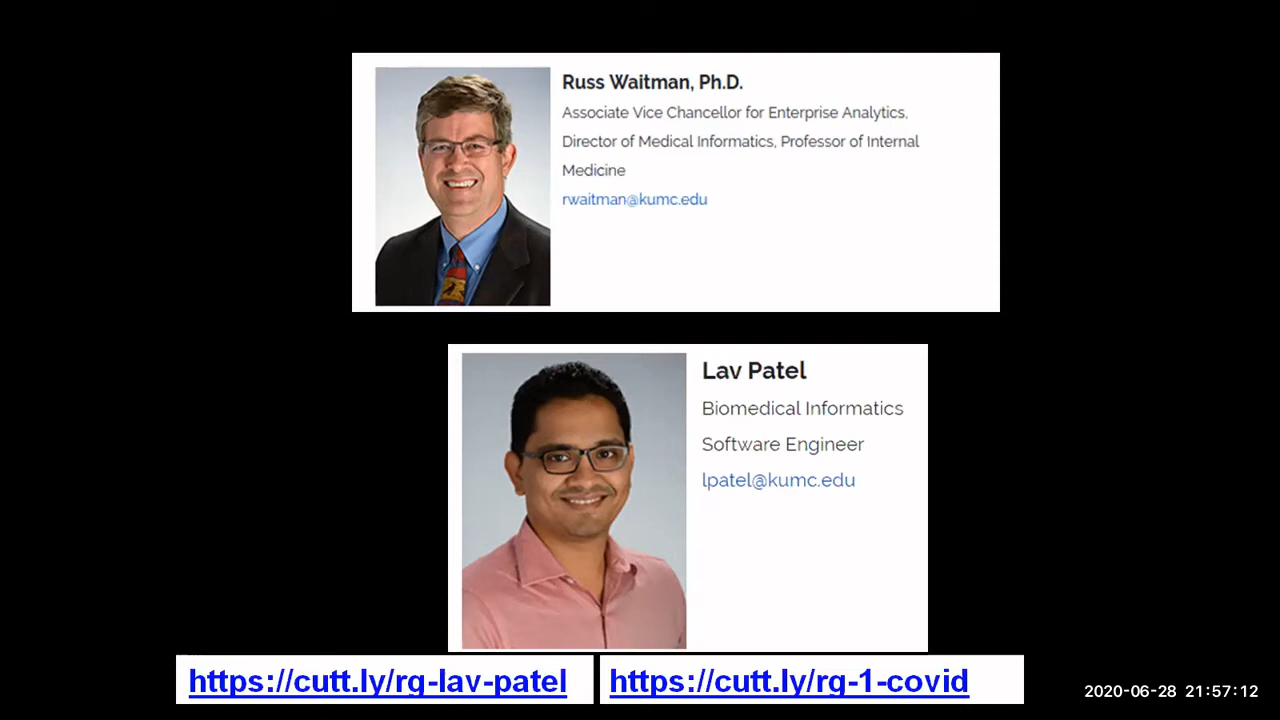 Russ Waitman, Ph.D.
Associate Vice Chancellor for Enterprise Analytics,
Director of Medical Informatics, Professor of Internal
Medicine
rwaitman@kumc.edu
Lav Patel
Biomedical Informatics
Software Engineer
lpatel@kumc.edu
https://cutt.ly/rg-lav-patel
https://cutt.ly/rg-1-covid
2020-06-28 21:57:12